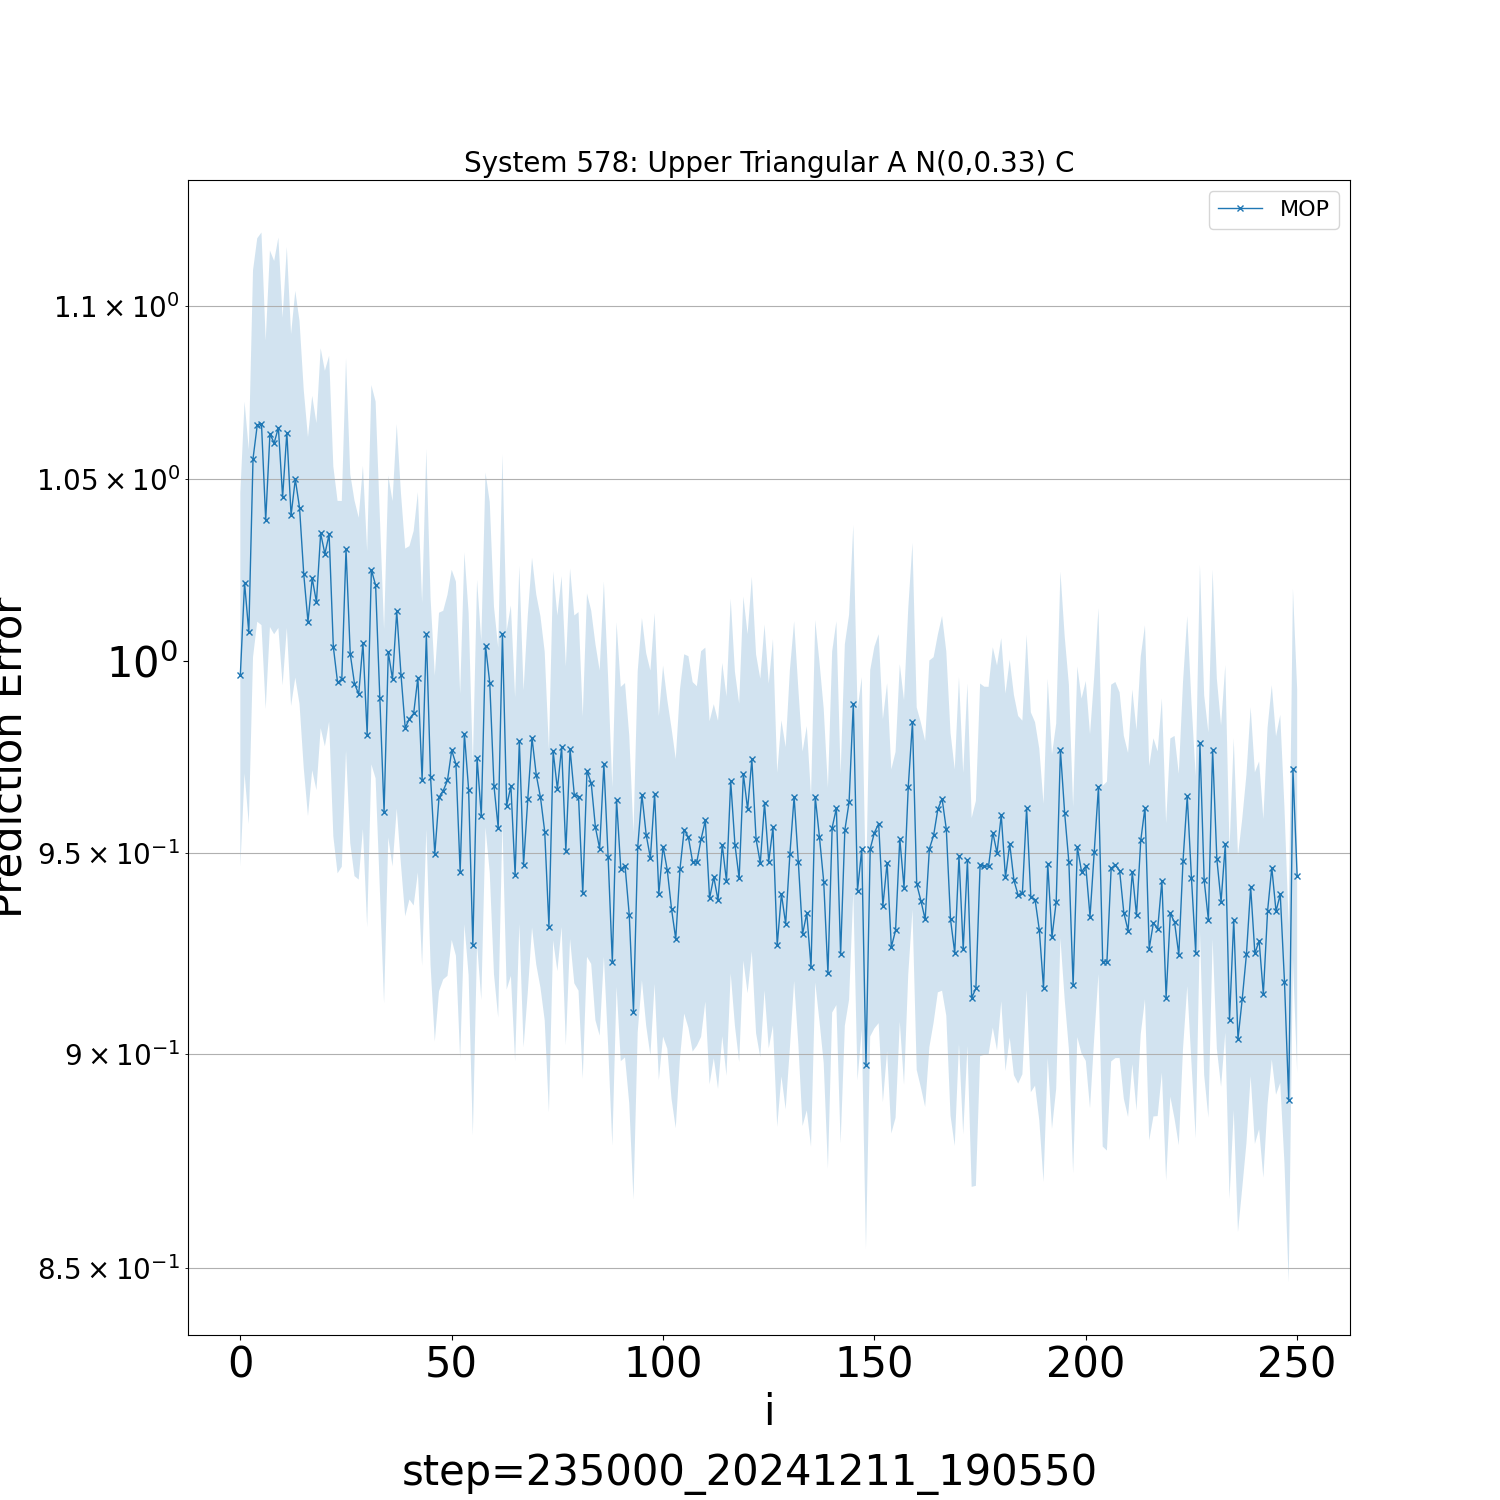 System 578: Upper Triangular A N(0,0.33) C
MOP
Prediction Error
1.1 × 10⁰
1.05 × 10⁰
10⁰
9.5 × 10⁻¹
9 × 10⁻¹
8.5 × 10⁻¹
0 50 100 150 200 250
i
step=235000_20241211_190550